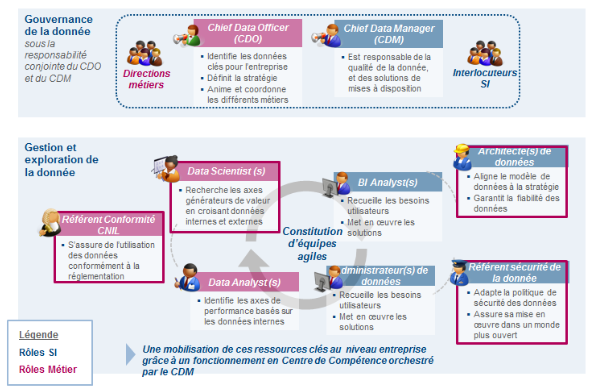 Gouvernance
de la donnée
sous la
responsabilité
conjointe du CDO
et du CDM
Directions
métiers
Chief Data Officer
(CDO)
Identifie les données
clés pour l'entreprise
Définit la stratégie
Anime et coordonne
les différents métiers
Chief Data Manager
(CDM)
Est responsable de la
qualité de la donnée,
et des solutions de
mises à disposition
Interlocuteurs
SI
Gestion et
exploration de la
donnée
Data Scientist (s)
Recherche les axes
générateurs de valeur
en croisant données
internes et externes
BI Analyst(s)
Recueille les besoins
utilisateurs
Met en œuvre les
solutions
Architecte(s) de
données
Aligne le modèle de
données à la stratégie
Garantit la fiabilité des
données
Référent Conformité
CNIL
S'assure de l'utilisation
des données
conformément à la
réglementation
Constitution
d'équipes
agiles
Data Analyst(s)
Identifie les axes de
performance basés sur
les données internes
dministrateur(s) de
données
Recueille les besoins
utilisateurs
Met en œuvre les
solutions
Référent sécurité de
la donnée
Adapte la politique de
sécurité des données
Assure sa mise en
œuvre dans un monde
plus ouvert
Légende
Rôles SI
Rôles Métier
Une mobilisation de ces ressources clés au niveau entreprise
grâce à un fonctionnement en Centre de Compétence orchestré
par le CDM